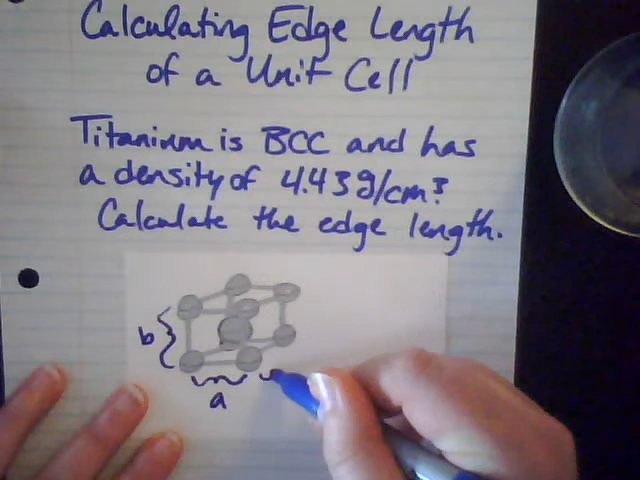 Calculating Edge Length
of a Unit Cell
Titanium is BCC and has
a density of 4.43 g/cm³.
Calculate the edge length.
b
a